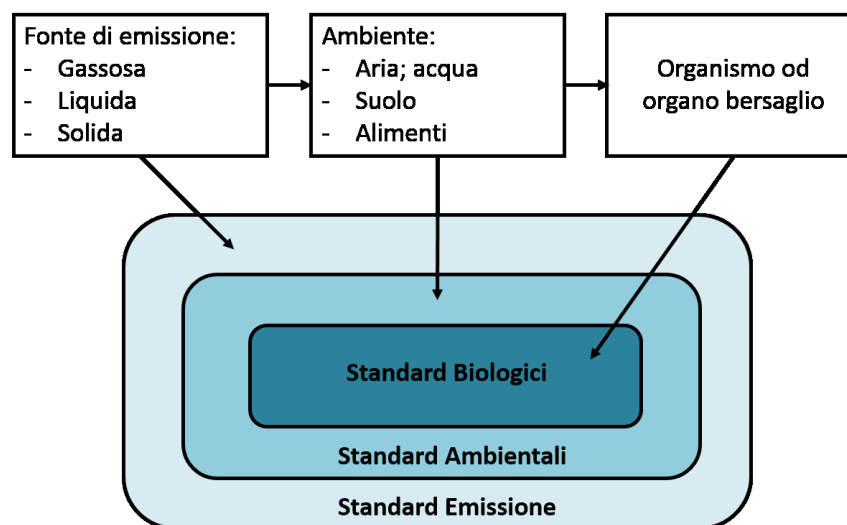 Fonte di emissione:
- Gassosa
- Liquida
- Solida
Ambiente:
- Aria; acqua
- Suolo
- Alimenti
Organismo od
organo bersaglio
Standard Biologici
Standard Ambientali
Standard Emissione